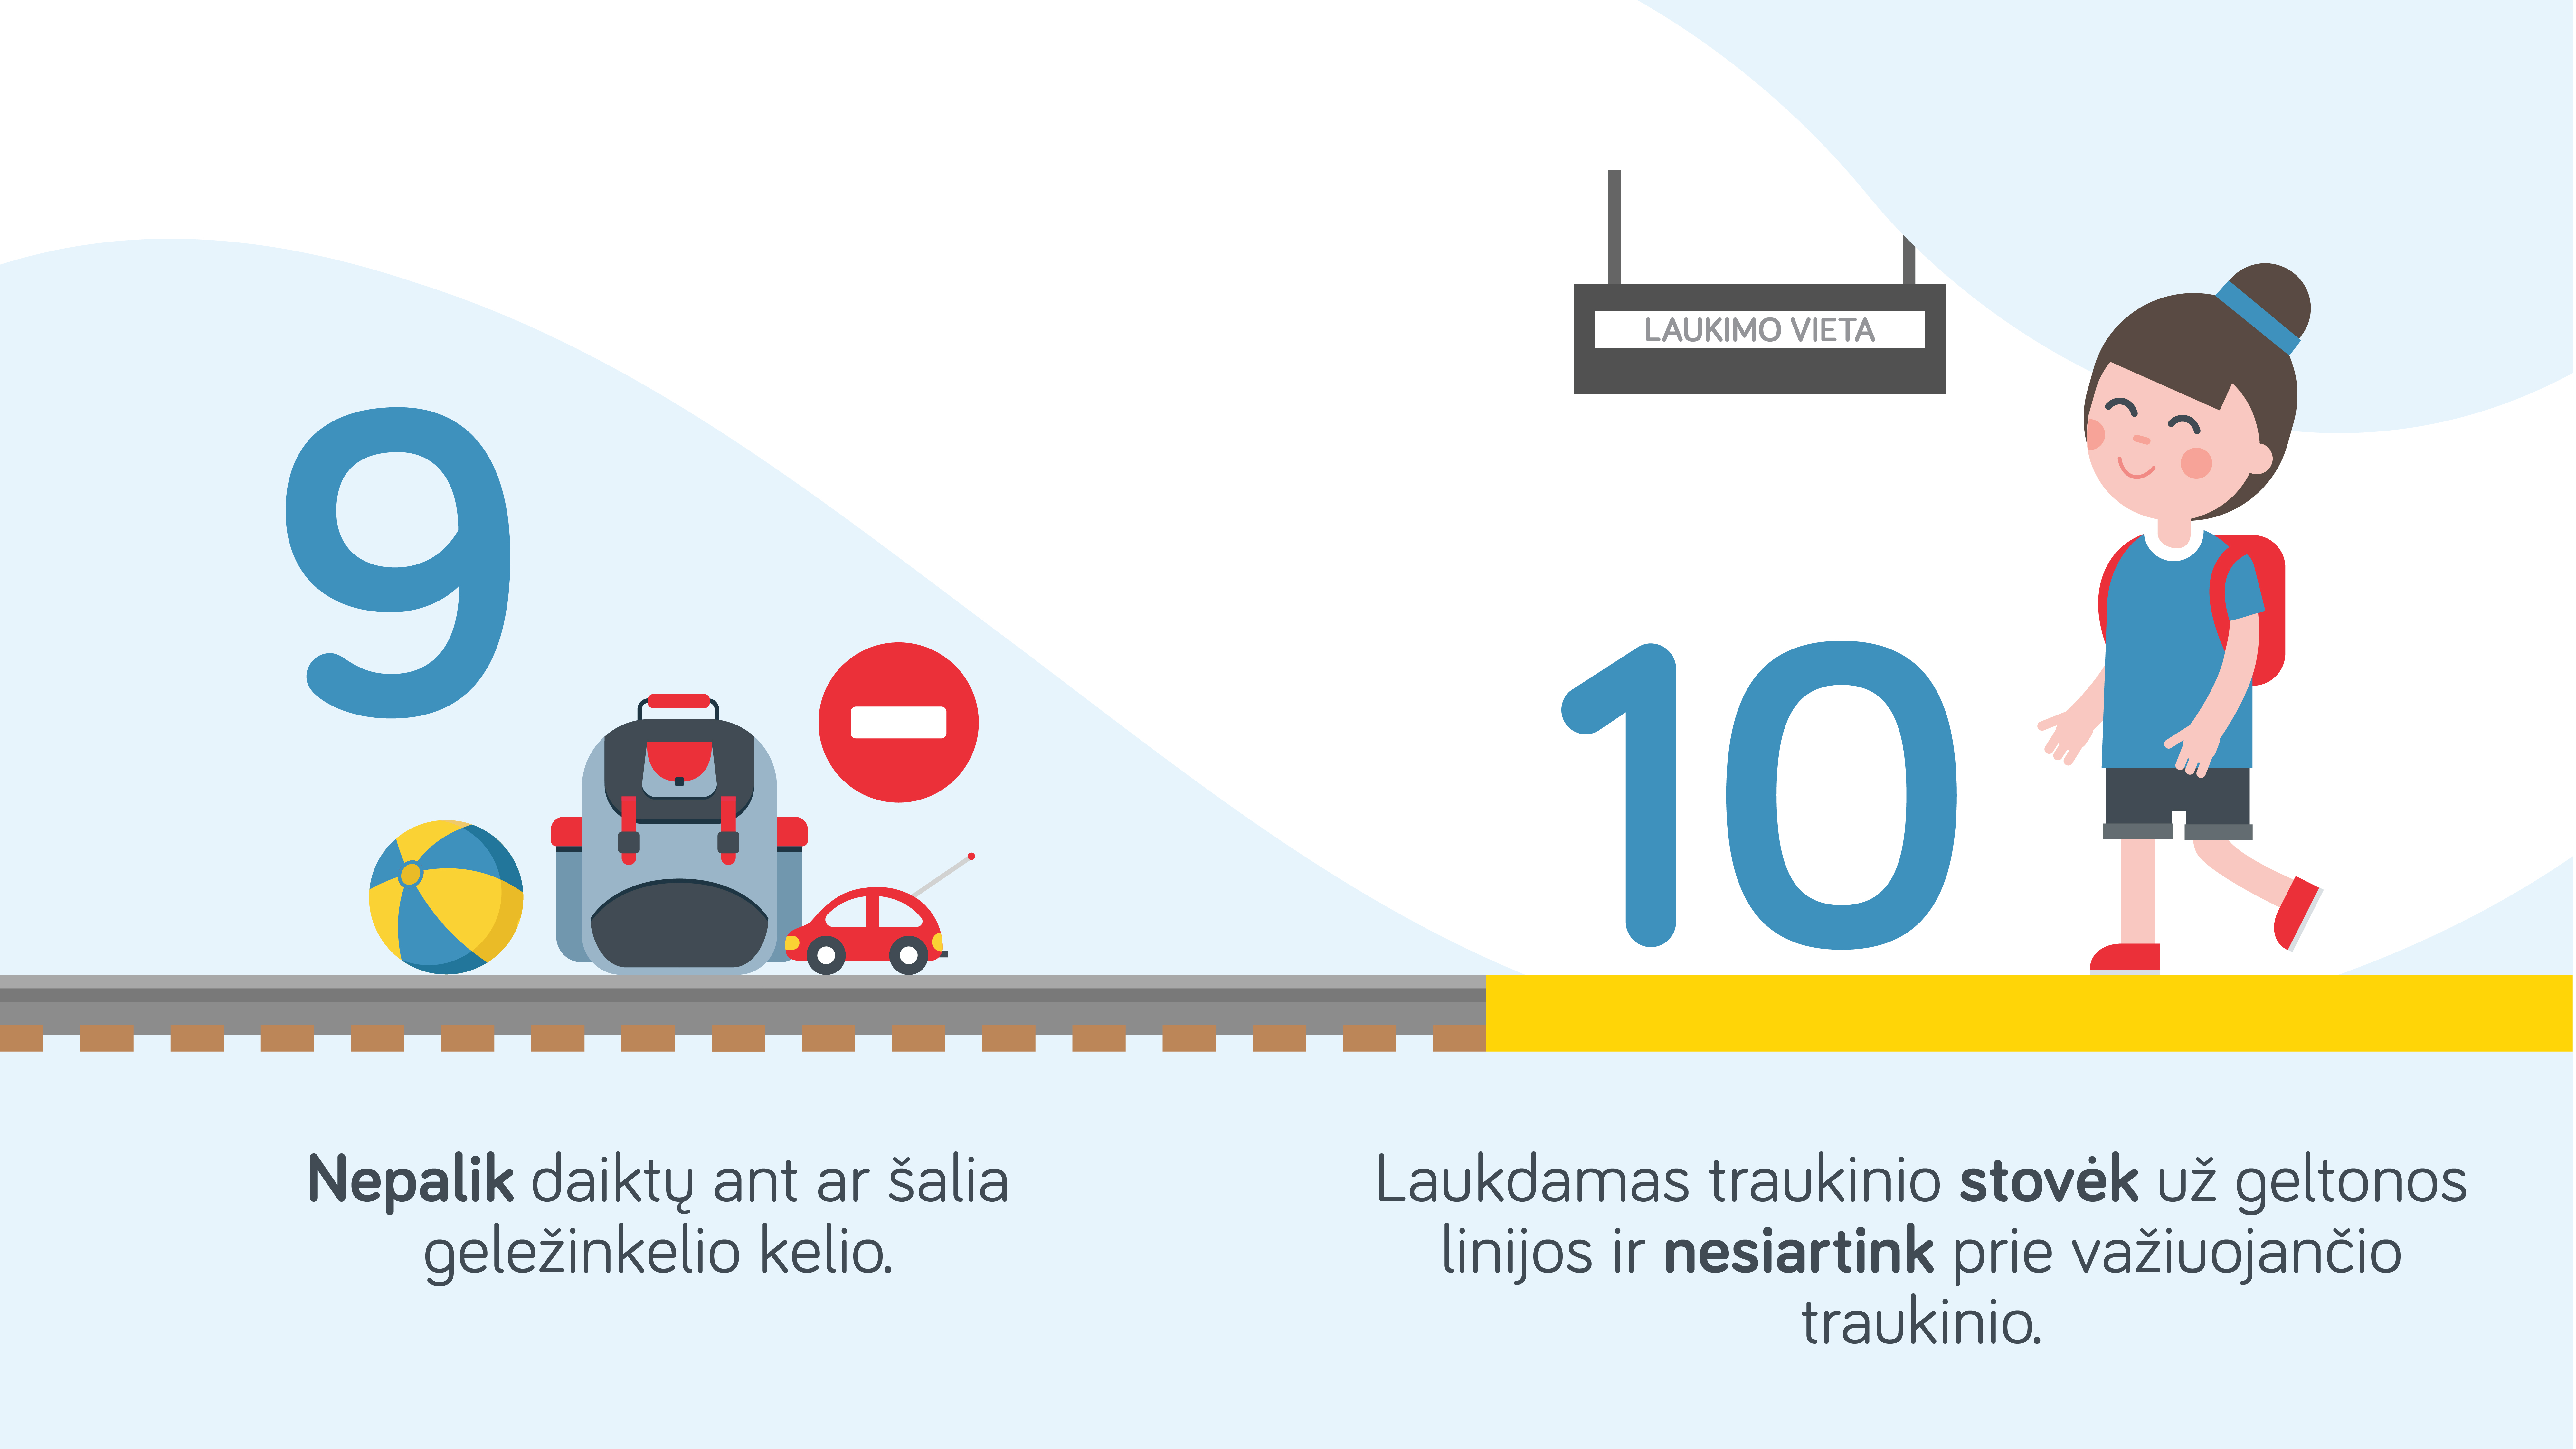 9
Nepalik daiktų ant ar šalia
geležinkelio kelio.
LAUKIMO VIETA
10
Laukdamas traukinio stovėk už geltonos
linijos ir nesiartink prie važiuojančio
traukinio.